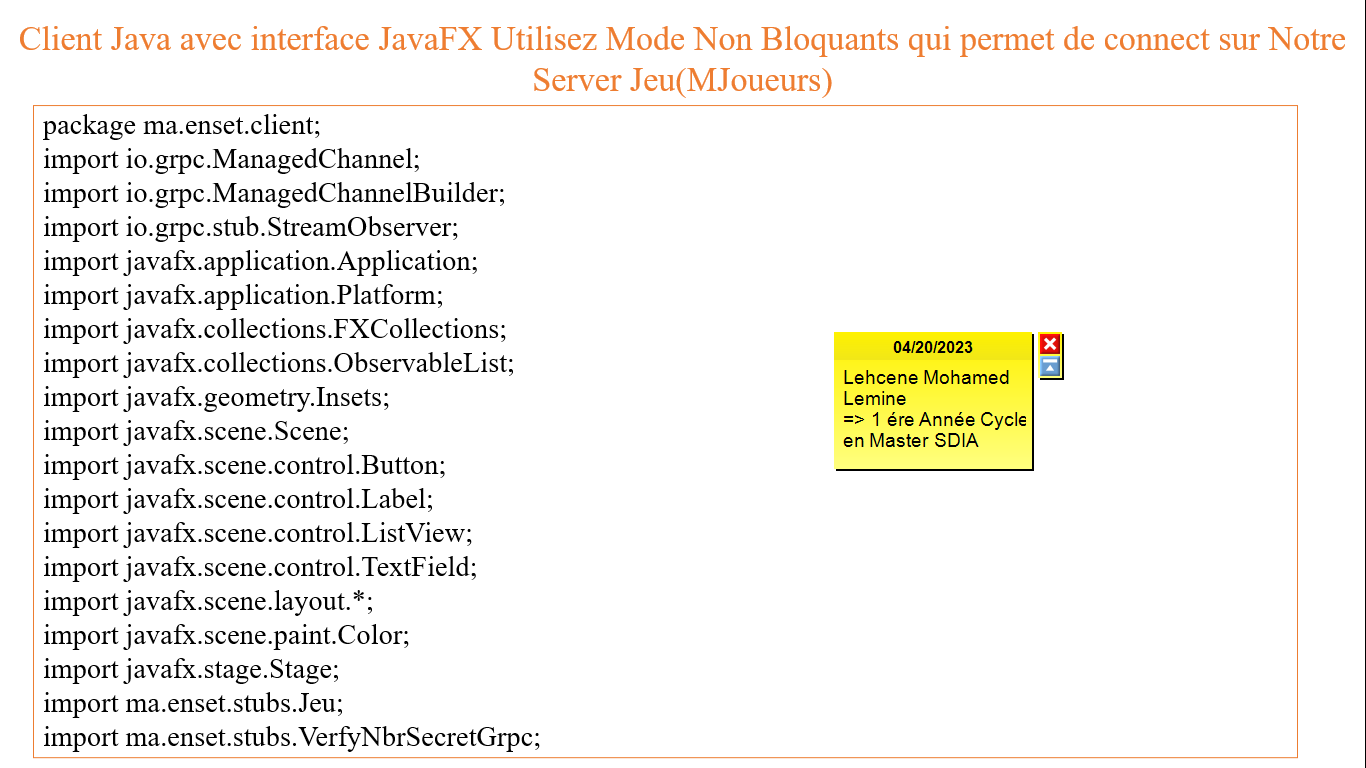 Client Java avec interface JavaFX Utilisez Mode Non Bloquants qui permet de connect sur Notre
Server Jeu(MJoueurs)
package ma.enset.client;
import io.grpc.ManagedChannel;
import io.grpc.ManagedChannelBuilder;
import io.grpc.stub.StreamObserver;
import javafx.application.Application;
import javafx.application.Platform;
import javafx.collections.FXCollections;
import javafx.collections.ObservableList;
import javafx.geometry.Insets;
import javafx.scene.Scene;
import javafx.scene.control.Button;
import javafx.scene.control.Label;
import javafx.scene.control.ListView;
import javafx.scene.control.TextField;
import javafx.scene.layout.*;
import javafx.scene.paint.Color;
import javafx.stage.Stage;
import ma.enset.stubs.Jeu;
import ma.enset.stubs.VerfyNbrSecretGrpc;
04/20/2023
Lehcene Mohamed
Lemine
=> 1 ére Année Cycle
en Master SDIA